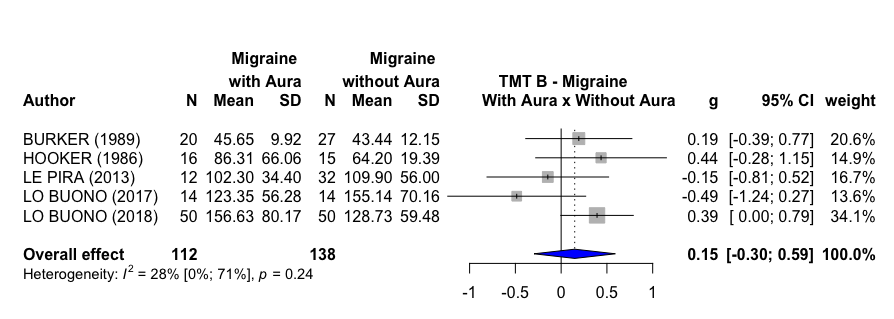 Migraine Migraine
with Aura without Aura TMT B - Migraine
Author N Mean SD N Mean SD With Aura x Without Aura g 95% CI weight
BURKER (1989) 20 45.65 9.92 27 43.44 12.15 0.19 [-0.39; 0.77] 20.6%
HOOKER (1986) 16 86.31 66.06 15 64.20 19.39 0.44 [-0.28; 1.15] 14.9%
LE PIRA (2013) 12 102.30 34.40 32 109.90 56.00 -0.15 [-0.81; 0.52] 16.7%
LO BUONO (2017) 14 123.35 56.28 14 155.14 70.16 -0.49 [-1.24; 0.27] 13.6%
LO BUONO (2018) 50 156.63 80.17 50 128.73 59.48 0.39 [ 0.00; 0.79] 34.1%
Overall effect 112 138 0.15 [-0.30; 0.59] 100.0%
Heterogeneity: I² = 28% [0%; 71%], p = 0.24
-1 -0.5 0 0.5 1